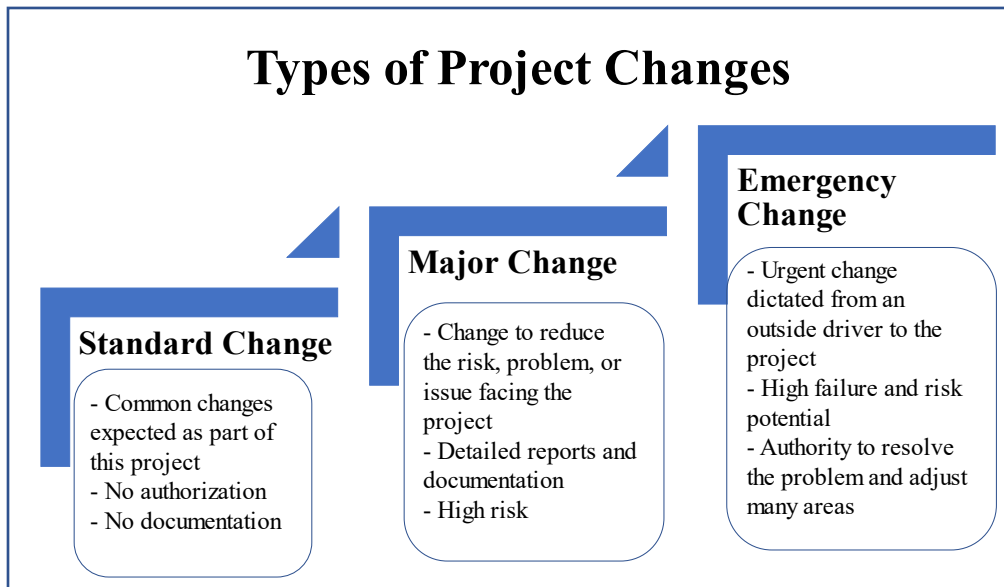 Types of Project Changes
Standard Change
- Common changes
expected as part of
this project
- No authorization
- No documentation
Major Change
- Change to reduce
the risk, problem, or
issue facing the
project
- Detailed reports and
documentation
- High risk
Emergency
Change
- Urgent change
dictated from an
outside driver to the
project
- High failure and risk
potential
- Authority to resolve
the problem and adjust
many areas